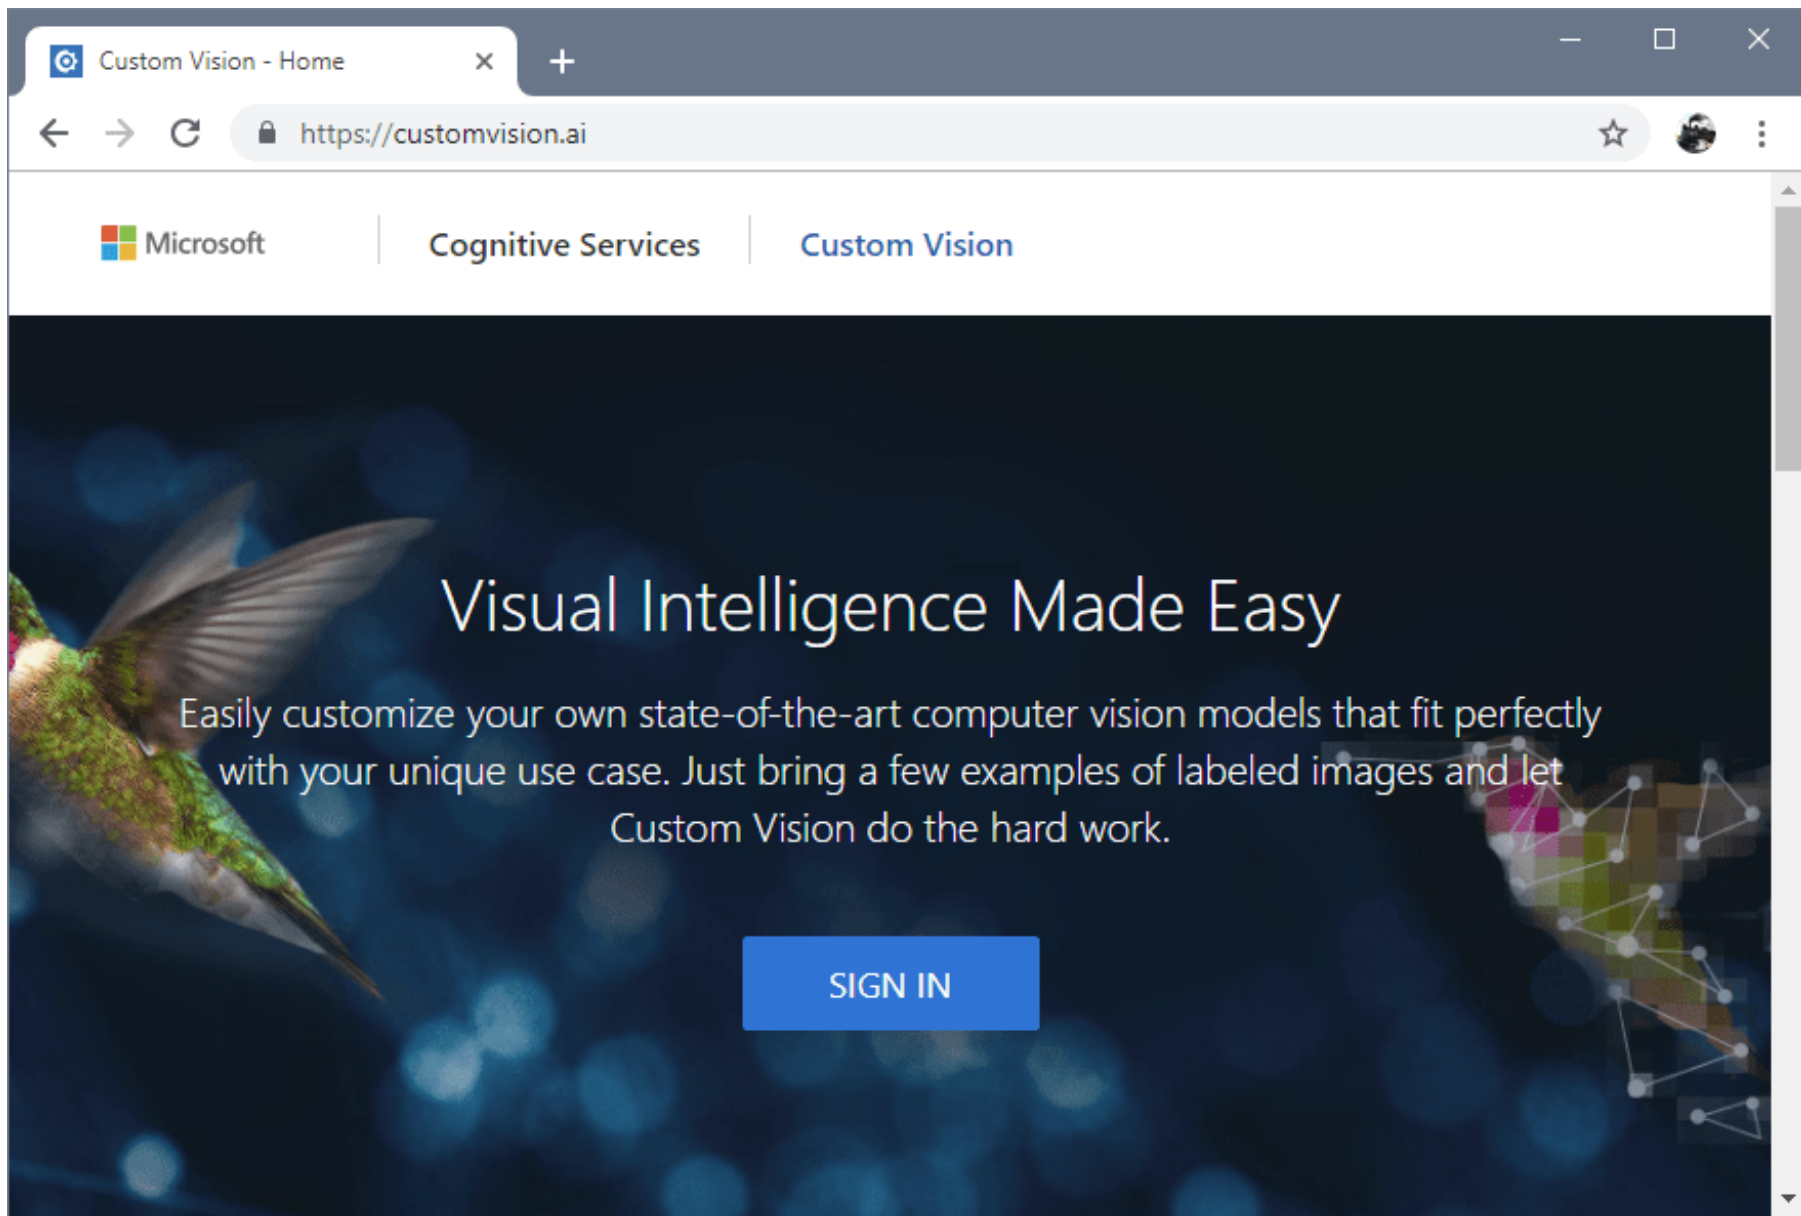 Custom Vision - Home
https://customvision.ai
Microsoft
Cognitive Services
Custom Vision
Visual Intelligence Made Easy
Easily customize your own state-of-the-art computer vision models that fit perfectly
with your unique use case. Just bring a few examples of labeled images and let
Custom Vision do the hard work.
SIGN IN